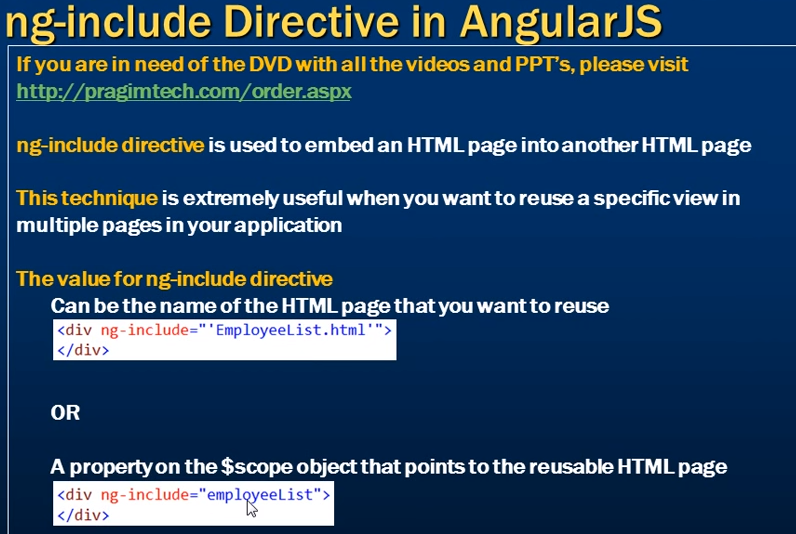 ng-include Directive in AngularJS
If you are in need of the DVD with all the videos and PPT's, please visit
http://pragimtech.com/order.aspx
ng-include directive is used to embed an HTML page into another HTML page
This technique is extremely useful when you want to reuse a specific view in
multiple pages in your application
The value for ng-include directive
Can be the name of the HTML page that you want to reuse
<div ng-include="'EmployeeList.html'">
</div>
OR
A property on the $scope object that points to the reusable HTML page
<div ng-include="employeeList">
</div>